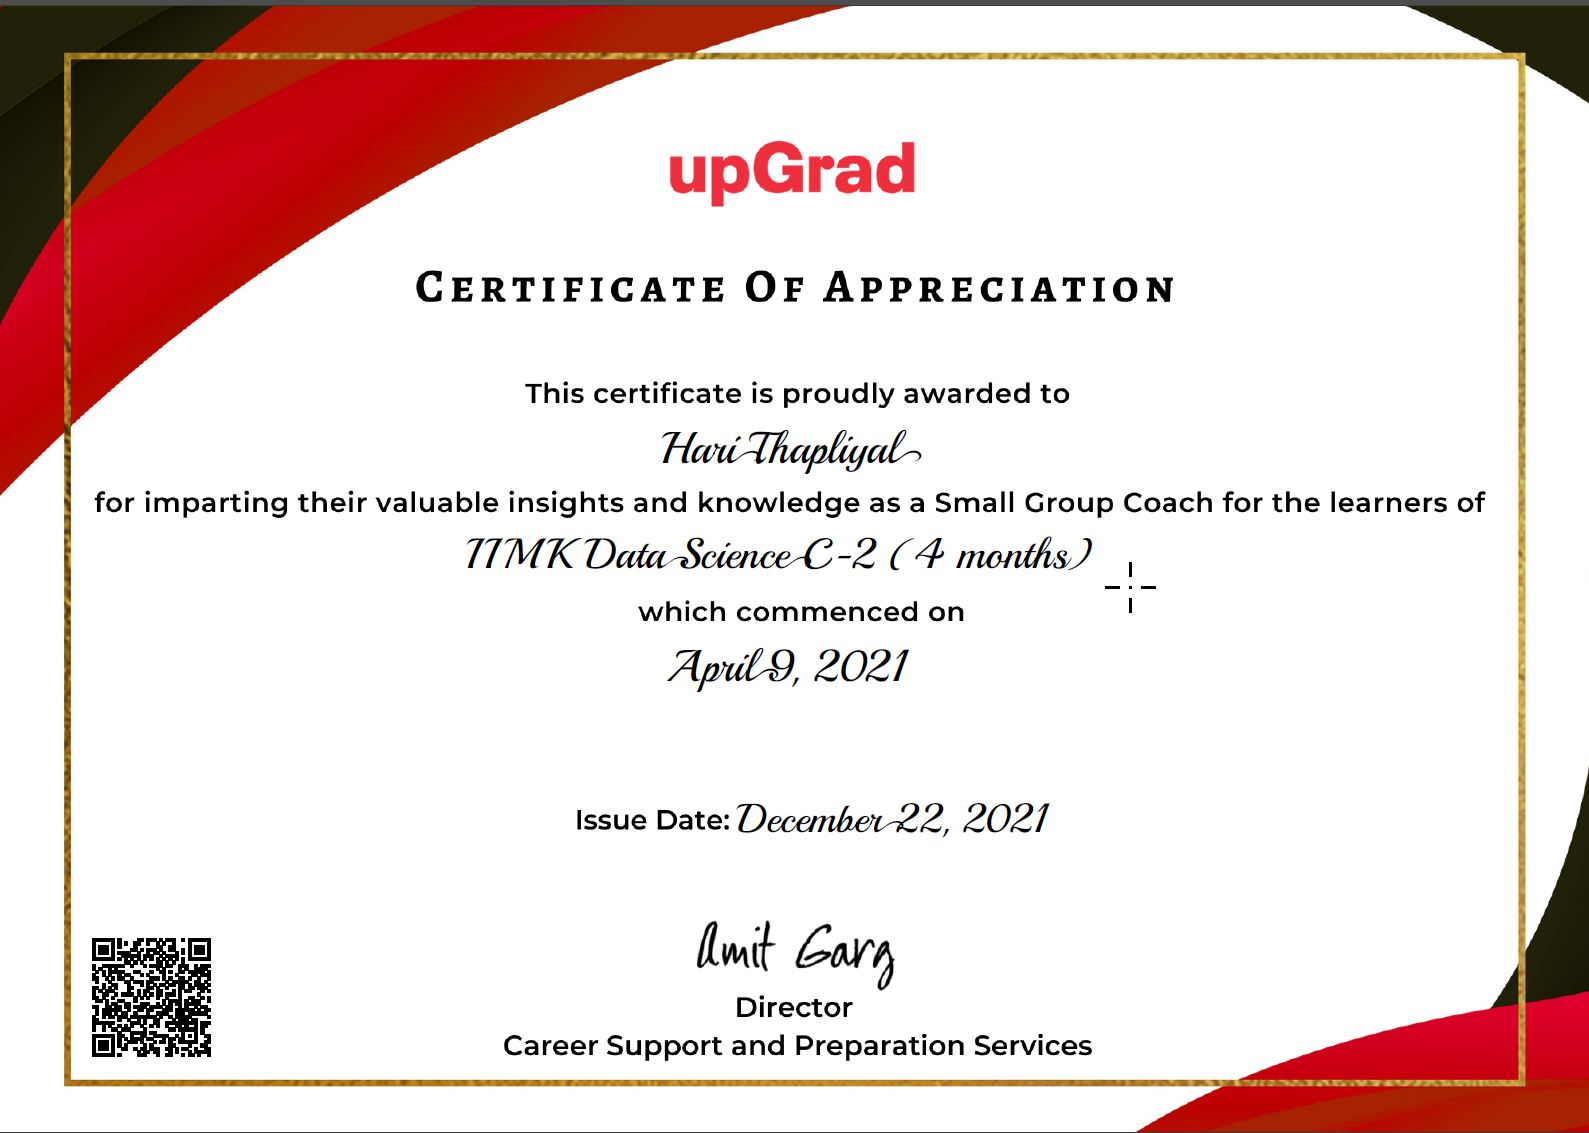 upGrad
Certificate Of Appreciation
This certificate is proudly awarded to
Hari Thapliyal
for imparting their valuable insights and knowledge as a Small Group Coach for the learners of
IIMK Data Science C-2 ( 4 months)
which commenced on
April 9, 2021
Issue Date: December 22, 2021
Amit Garg
Director
Career Support and Preparation Services